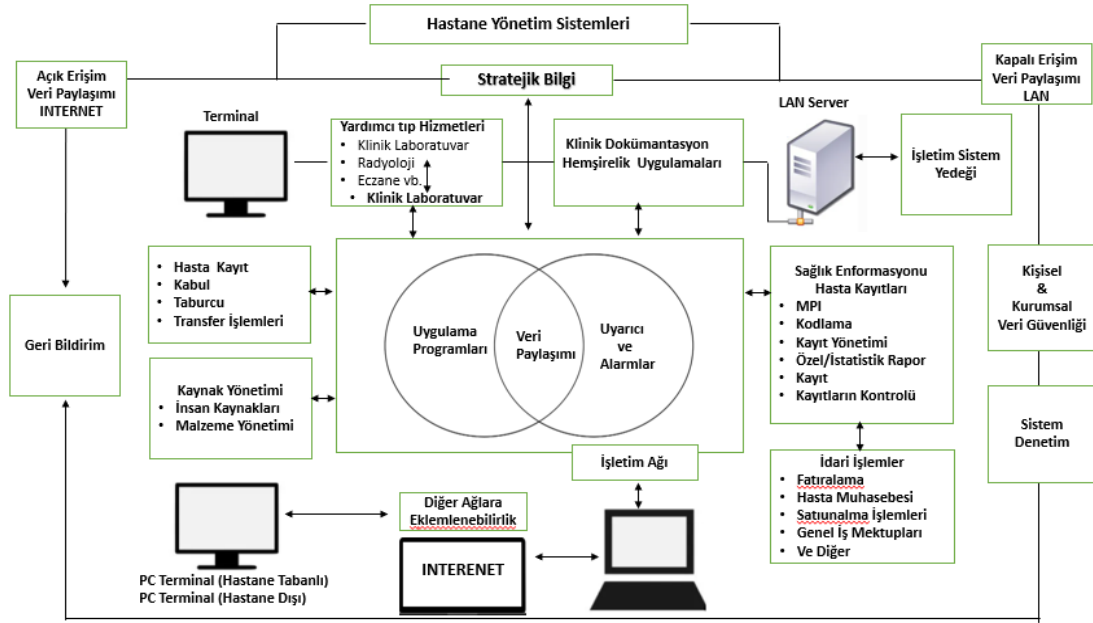 Hastane Yönetim Sistemleri
Açık Erişim
Veri Paylaşımı
INTERNET
Stratejik Bilgi
Kapalı Erişim
Veri Paylaşımı
LAN
Terminal
Yardımcı tıp Hizmetleri
• Klinik Laboratuvar
• Radyoloji
• Eczane vb.
• Klinik Laboratuvar
Klinik Dokümantasyon
Hemşirelik Uygulamaları
LAN Server
İşletim Sistem
Yedeği
• Hasta Kayıt
• Kabul
• Taburcu
• Transfer İşlemleri
Uygulama
Programları
Veri
Paylaşımı
Uyarıcı
ve
Alarmlar
Sağlık Enformasyonu
Hasta Kayıtları
• MPI
• Kodlama
• Kayıt Yönetimi
• Özel/İstatistik Rapor
• Kayıt
• Kayıtların Kontrolü
Kişisel
&
Kurumsal
Veri Güvenliği
Geri Bildirim
Kaynak Yönetimi
• İnsan Kaynakları
• Malzeme Yönetimi
Sistem
Denetim
İşletim Ağı
İdari İşlemler
• Fatıralama
• Hasta Muhasebesi
• Satıunalma İşlemleri
• Genel İş Mektupları
• Ve Diğer
Diğer Ağlara
Eklemlenebilirlik
INTERENET
PC Terminal (Hastane Tabanlı)
PC Terminal (Hastane Dışı)